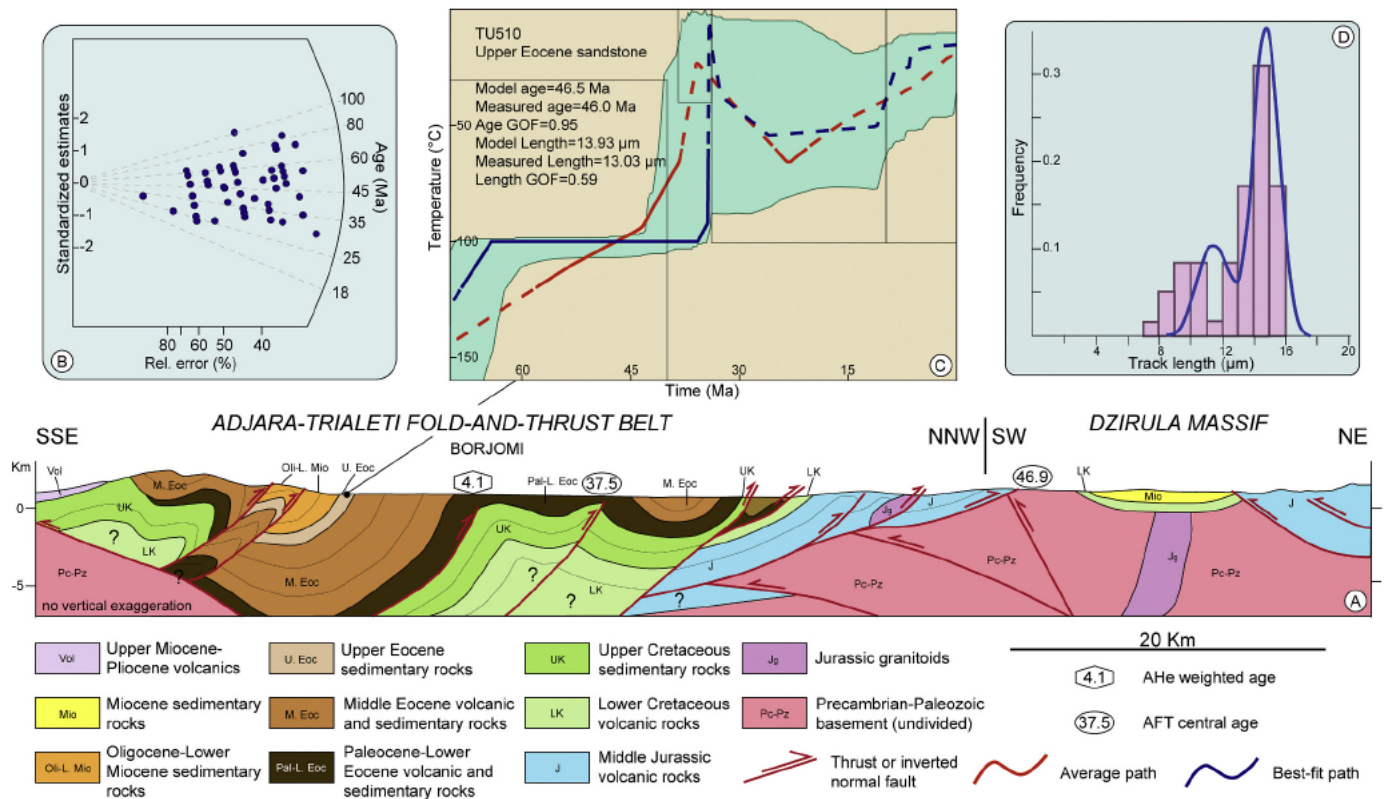 Standardized estimates
2
1
0
-1
-2
100
80
60
45
35
25
18
Age (Ma)
80 70 60 50 40
Rel. error (%)
B
TU510
Upper Eocene sandstone
Model age=46.5 Ma
Measured age=46.0 Ma
Age GOF=0.95
Model Length=13.93 µm
Measured Length=13.03 µm
Length GOF=0.59
Temperature (°C)
50
100
150
60 45 30 15
Time (Ma)
C
D
Frequency
0.3
0.2
0.1
4 8 12 16 20
Track length (µm)
ADJARA-TRIALETI FOLD-AND-THRUST BELT
DZIRULA MASSIF
SSE
BORJOMI
NNW SW
NE
Km
0
-5
Vol
M. Eoc
Oli-L. Mio
U. Eoc
4.1
Pal-L. Eoc
37.5
M. Eoc
UK
LK
46.9
LK
Mio
J
UK
LK
?
?
M. Eoc
UK
LK
?
?
J
?
Jg
J
Jg
J
Pc-Pz
Pc-Pz
Pc-Pz
Pc-Pz
no vertical exaggeration
A
Vol
Upper Miocene-
Pliocene volcanics
Mio
Miocene sedimentary
rocks
Oli-L. Mio
Oligocene-Lower
Miocene sedimentary
rocks
U. Eoc
Upper Eocene
sedimentary rocks
M. Eoc
Middle Eocene volcanic
and sedimentary rocks
Pal-L. Eoc
Paleocene-Lower
Eocene volcanic and
sedimentary rocks
UK
Upper Cretaceous
sedimentary rocks
LK
Lower Cretaceous
volcanic rocks
J
Middle Jurassic
volcanic rocks
Jg
Jurassic granitoids
Pc-Pz
Precambrian-Paleozoic
basement (undivided)
Thrust or inverted
normal fault
20 Km
4.1
AHe weighted age
37.5
AFT central age
Average path
Best-fit path